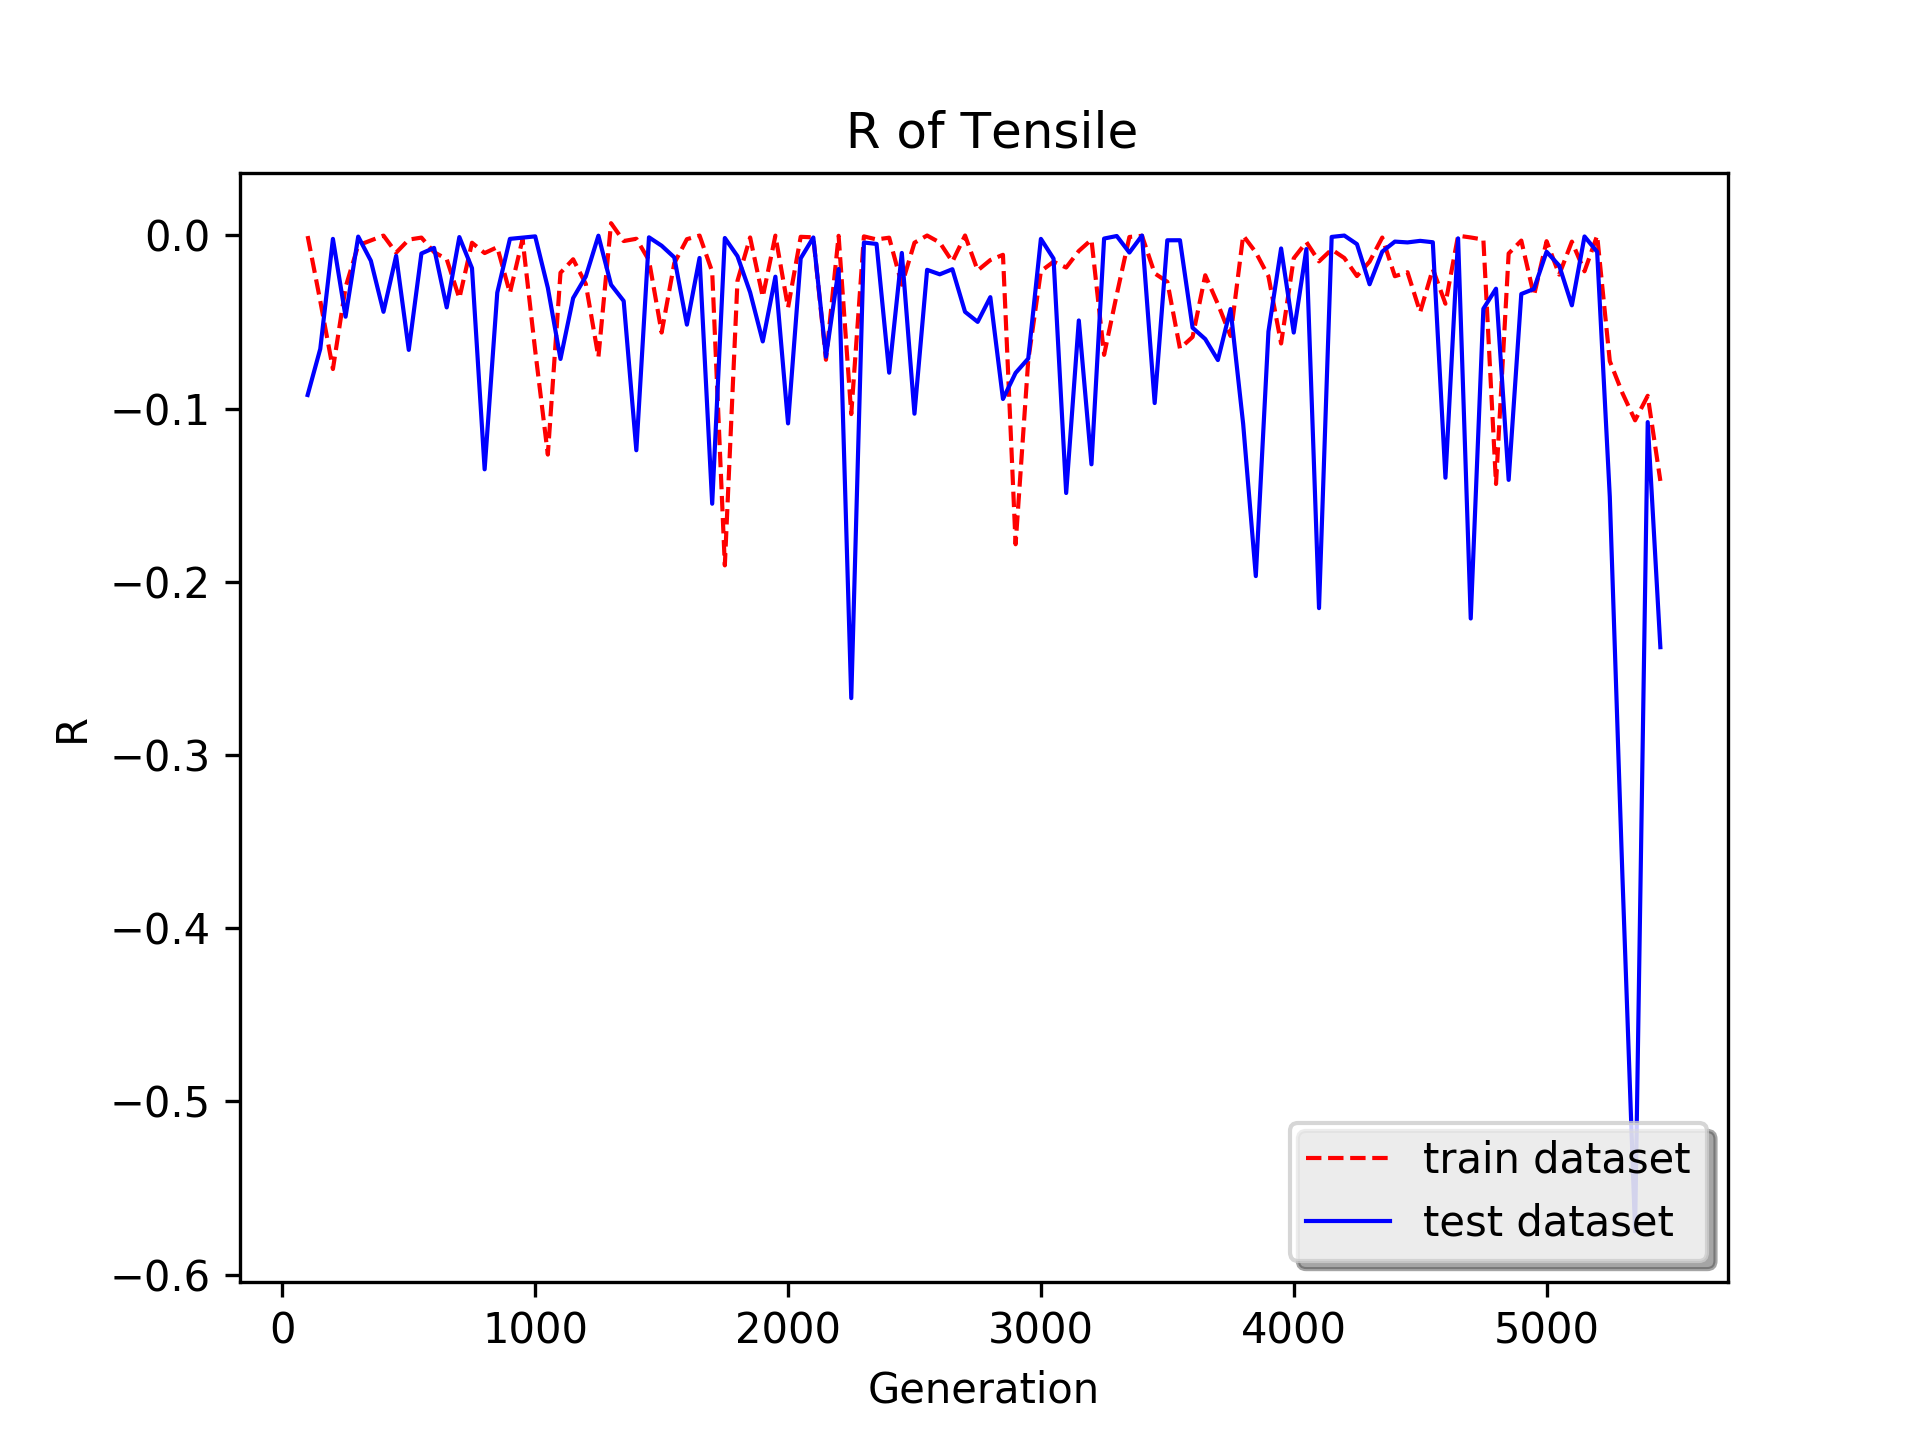 R of Tensile
R
0.0
−0.1
−0.2
−0.3
−0.4
−0.5
−0.6
train dataset
test dataset
0 1000 2000 3000 4000 5000
Generation